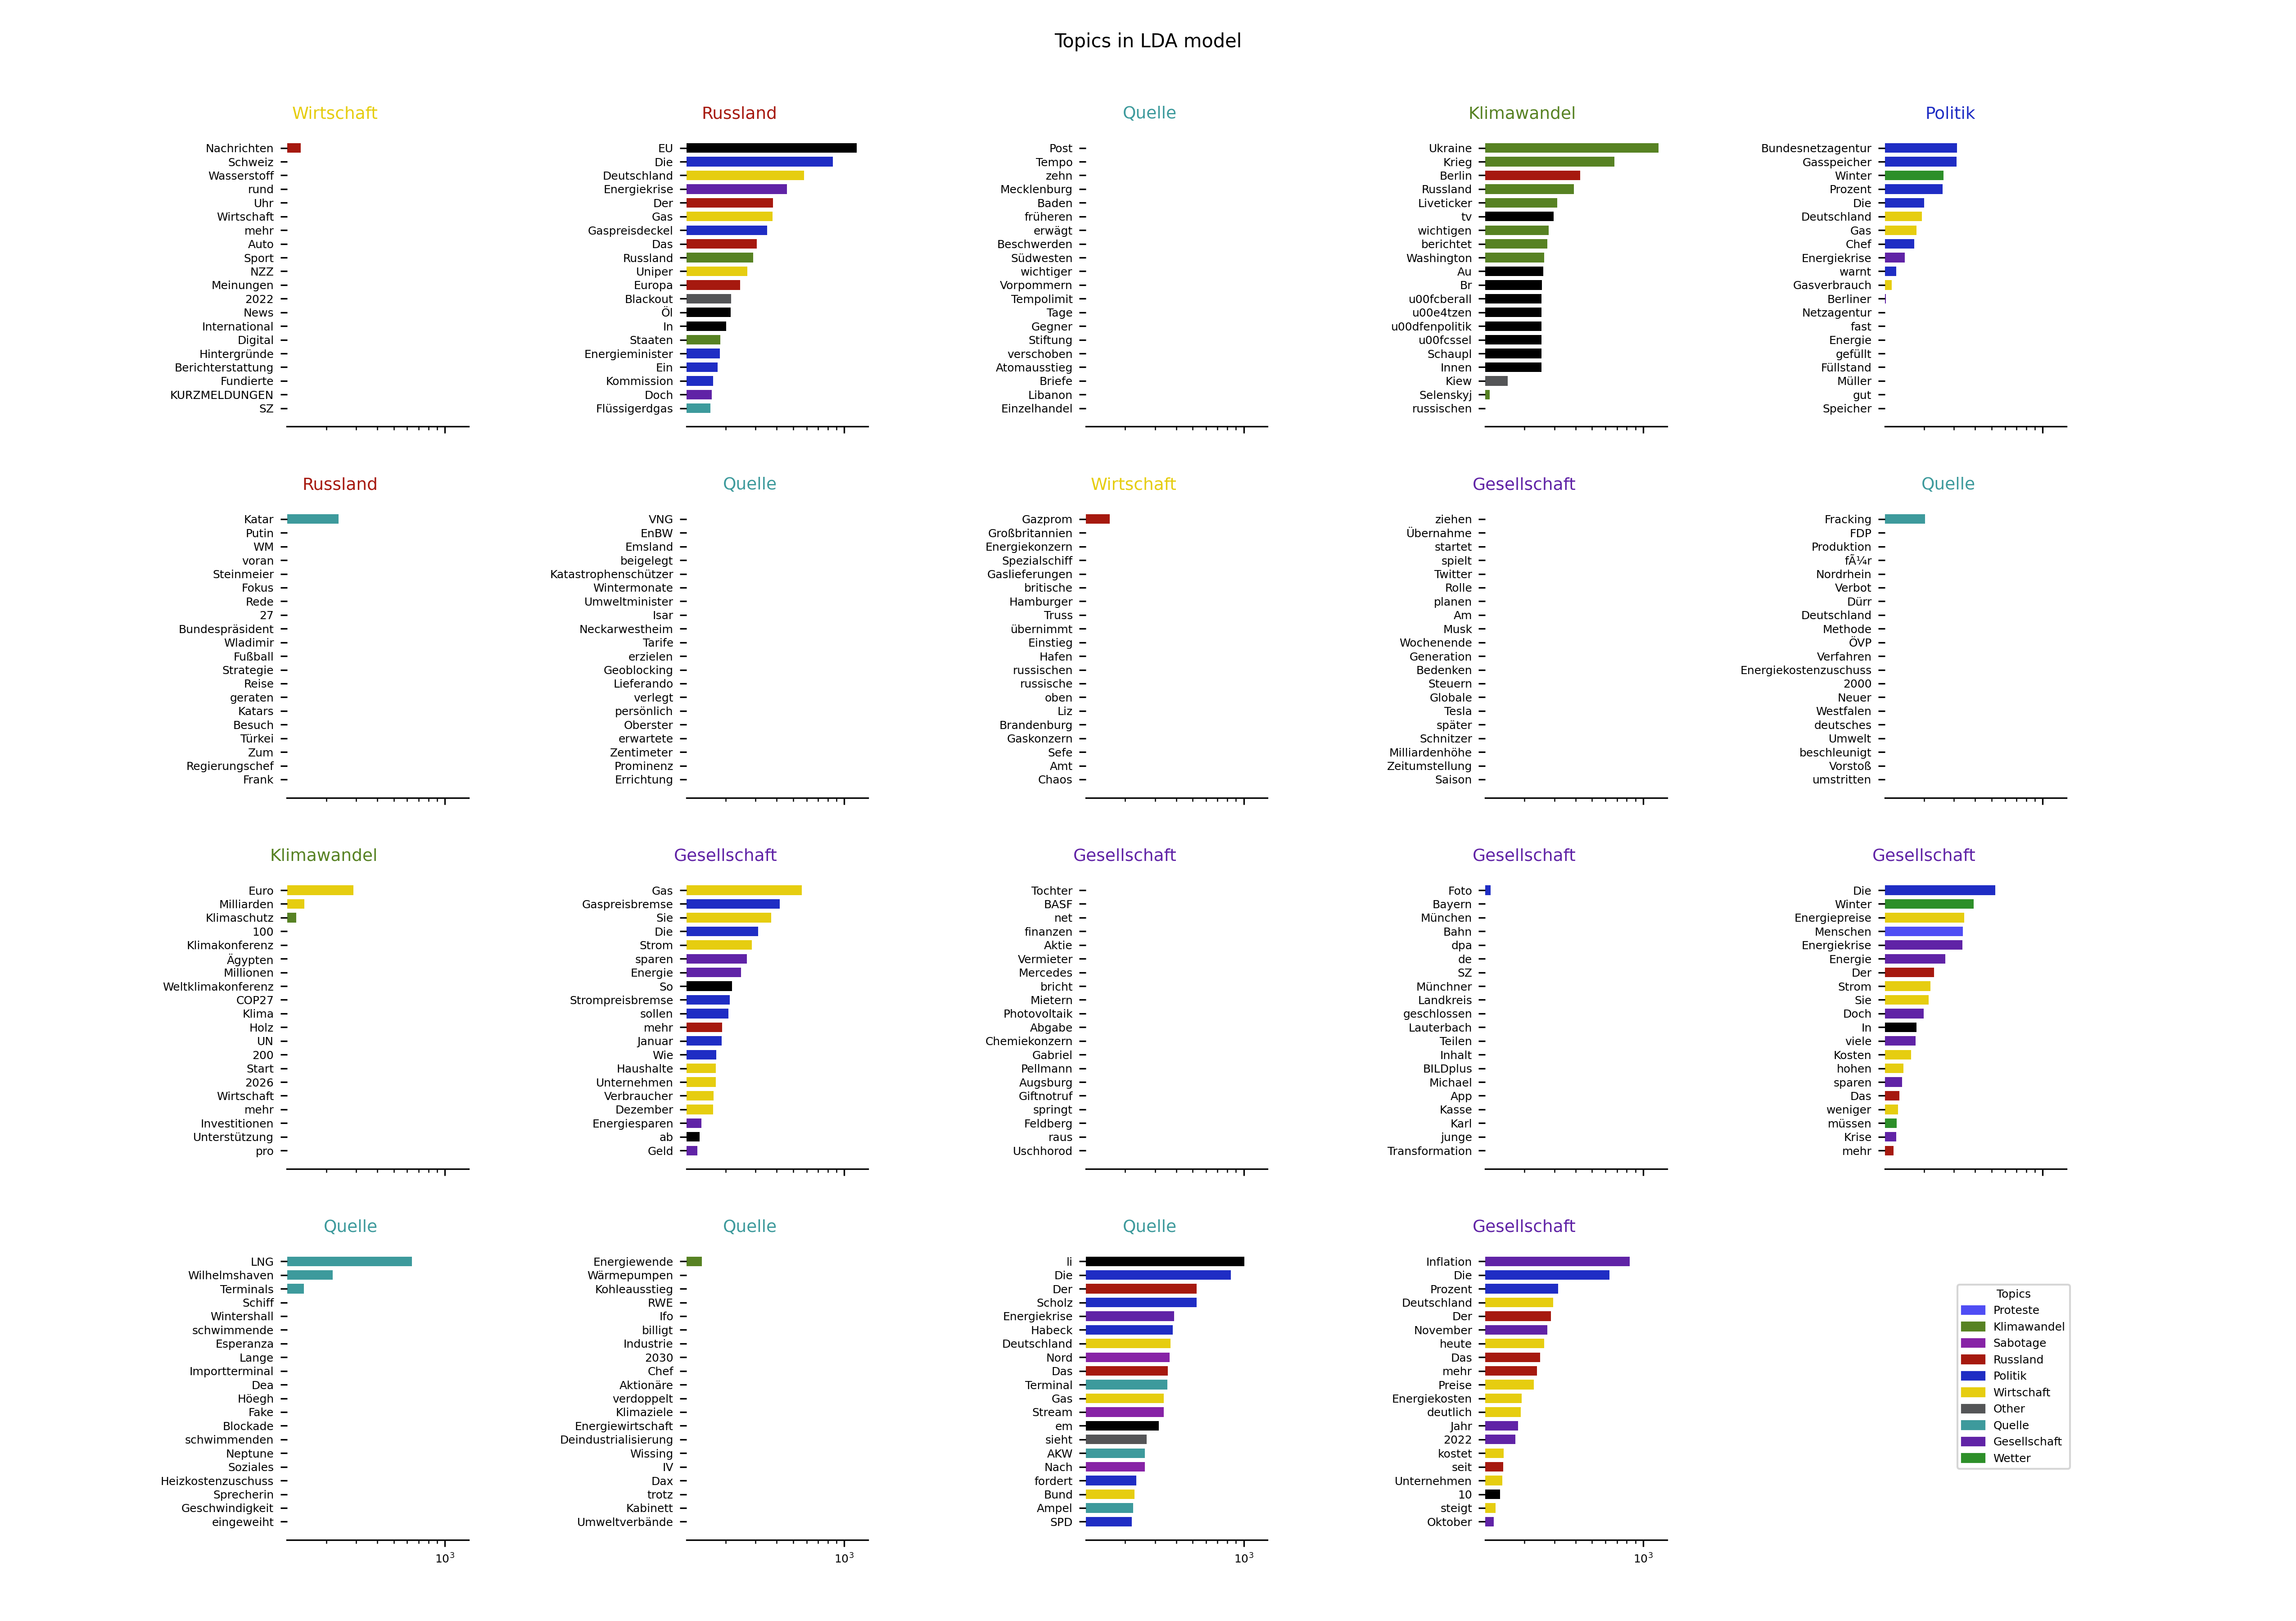 Topics in LDA model
Wirtschaft
Nachrichten
Schweiz
Wasserstoff
rund
Uhr
Wirtschaft
mehr
Auto
Sport
NZZ
Meinungen
2022
News
International
Digital
Hintergründe
Berichterstattung
Fundierte
KURZMELDUNGEN
SZ
Russland
EU
Die
Deutschland
Energiekrise
Der
Gas
Gaspreisdeckel
Das
Russland
Uniper
Europa
Blackout
Öl
In
Staaten
Energieminister
Ein
Kommission
Doch
Flüssigerdgas
Quelle
Post
Tempo
zehn
Mecklenburg
Baden
früheren
erwägt
Beschwerden
Südwesten
wichtiger
Vorpommern
Tempolimit
Tage
Gegner
Stiftung
verschoben
Atomausstieg
Briefe
Libanon
Einzelhandel
Klimawandel
Ukraine
Krieg
Berlin
Russland
Liveticker
tv
wichtigen
berichtet
Washington
Au
Br
u00fcberall
u00e4tzen
u00dfenpolitik
u00fcssel
Schaupl
Innen
Kiew
Selenskyj
russischen
Politik
Bundesnetzagentur
Gasspeicher
Winter
Prozent
Die
Deutschland
Gas
Chef
Energiekrise
warnt
Gasverbrauch
Berliner
Netzagentur
fast
Energie
gefüllt
Füllstand
Müller
gut
Speicher
Russland
Katar
Putin
WM
voran
Steinmeier
Fokus
Rede
27
Bundespräsident
Wladimir
Fußball
Strategie
Reise
geraten
Katars
Besuch
Türkei
Zum
Regierungschef
Frank
Quelle
VNG
EnBW
Emsland
beigelegt
Katastrophenschützer
Wintermonate
Umweltminister
Isar
Neckarwestheim
Tarife
erzielen
Geoblocking
Lieferando
verlegt
persönlich
Oberster
erwartete
Zentimeter
Prominenz
Errichtung
Wirtschaft
Gazprom
Großbritannien
Energiekonzern
Spezialschiff
Gaslieferungen
britische
Hamburger
Truss
übernimmt
Einstieg
Hafen
russischen
russische
oben
Liz
Brandenburg
Gaskonzern
Sefe
Amt
Chaos
Gesellschaft
ziehen
Übernahme
startet
spielt
Twitter
Rolle
planen
Am
Musk
Wochenende
Generation
Bedenken
Steuern
Globale
Tesla
später
Schnitzer
Milliardenhöhe
Zeitumstellung
Saison
Quelle
Fracking
FDP
Produktion
fÃ¼r
Nordrhein
Verbot
Dürr
Deutschland
Methode
ÖVP
Verfahren
Energiekostenzuschuss
2000
Neuer
Westfalen
deutsches
Umwelt
beschleunigt
Vorstoß
umstritten
Klimawandel
Euro
Milliarden
Klimaschutz
100
Klimakonferenz
Ägypten
Millionen
Weltklimakonferenz
COP27
Klima
Holz
UN
200
Start
2026
Wirtschaft
mehr
Investitionen
Unterstützung
pro
Gesellschaft
Gas
Gaspreisbremse
Sie
Die
Strom
sparen
Energie
So
Strompreisbremse
sollen
mehr
Januar
Wie
Haushalte
Unternehmen
Verbraucher
Dezember
Energiesparen
ab
Geld
Gesellschaft
Tochter
BASF
net
finanzen
Aktie
Vermieter
Mercedes
bricht
Mietern
Photovoltaik
Abgabe
Chemiekonzern
Gabriel
Pellmann
Augsburg
Giftnotruf
springt
Feldberg
raus
Uschhorod
Gesellschaft
Foto
Bayern
München
Bahn
dpa
de
SZ
Münchner
Landkreis
geschlossen
Lauterbach
Teilen
Inhalt
BILDplus
Michael
App
Kasse
Karl
junge
Transformation
Gesellschaft
Die
Winter
Energiepreise
Menschen
Energiekrise
Energie
Der
Strom
Sie
Doch
In
viele
Kosten
hohen
sparen
Das
weniger
müssen
Krise
mehr
Quelle
LNG
Wilhelmshaven
Terminals
Schiff
Wintershall
schwimmende
Esperanza
Lange
Importterminal
Dea
Höegh
Fake
Blockade
schwimmenden
Neptune
Soziales
Heizkostenzuschuss
Sprecherin
Geschwindigkeit
eingeweiht
10³
Quelle
Energiewende
Wärmepumpen
Kohleausstieg
RWE
Ifo
billigt
Industrie
2030
Chef
Aktionäre
verdoppelt
Klimaziele
Energiewirtschaft
Deindustrialisierung
Wissing
IV
Dax
trotz
Kabinett
Umweltverbände
10³
Quelle
li
Die
Der
Scholz
Energiekrise
Habeck
Deutschland
Nord
Das
Terminal
Gas
Stream
em
sieht
AKW
Nach
fordert
Bund
Ampel
SPD
10³
Gesellschaft
Inflation
Die
Prozent
Deutschland
Der
November
heute
Das
mehr
Preise
Energiekosten
deutlich
Jahr
2022
kostet
seit
Unternehmen
10
steigt
Oktober
10³
Topics
Proteste
Klimawandel
Sabotage
Russland
Politik
Wirtschaft
Other
Quelle
Gesellschaft
Wetter